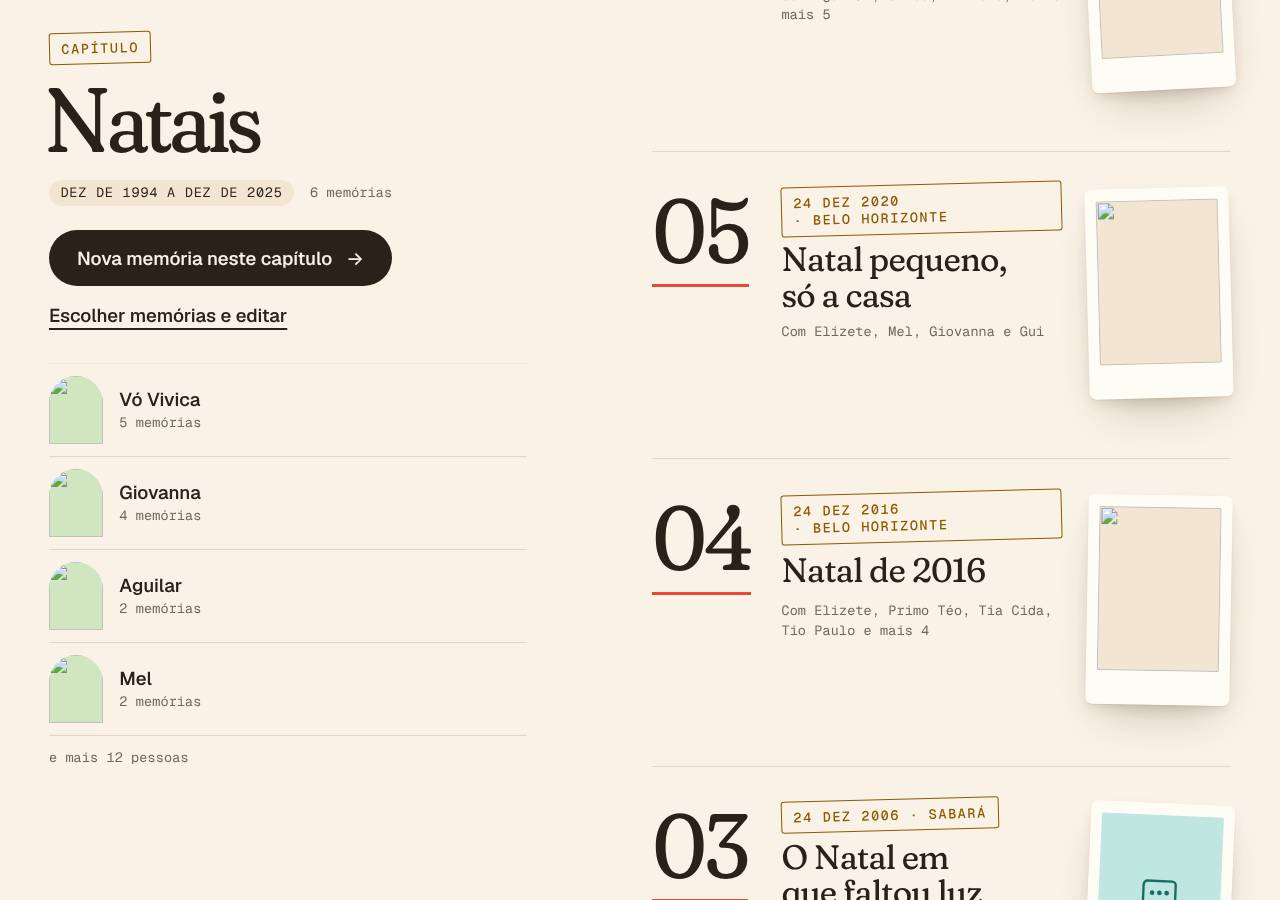 CAPÍTULO
Natais
DEZ DE 1994 A DEZ DE 2025
6 memórias
Nova memória neste capítulo →
Escolher memórias e editar
Vó Vivica
5 memórias
Giovanna
4 memórias
Aguilar
2 memórias
Mel
2 memórias
e mais 12 pessoas
mais 5
05
24 DEZ 2020
· BELO HORIZONTE
Natal pequeno,
só a casa
Com Elizete, Mel, Giovanna e Gui
04
24 DEZ 2016
· BELO HORIZONTE
Natal de 2016
Com Elizete, Primo Téo, Tia Cida,
Tio Paulo e mais 4
03
24 DEZ 2006 · SABARÁ
O Natal em
que faltou luz